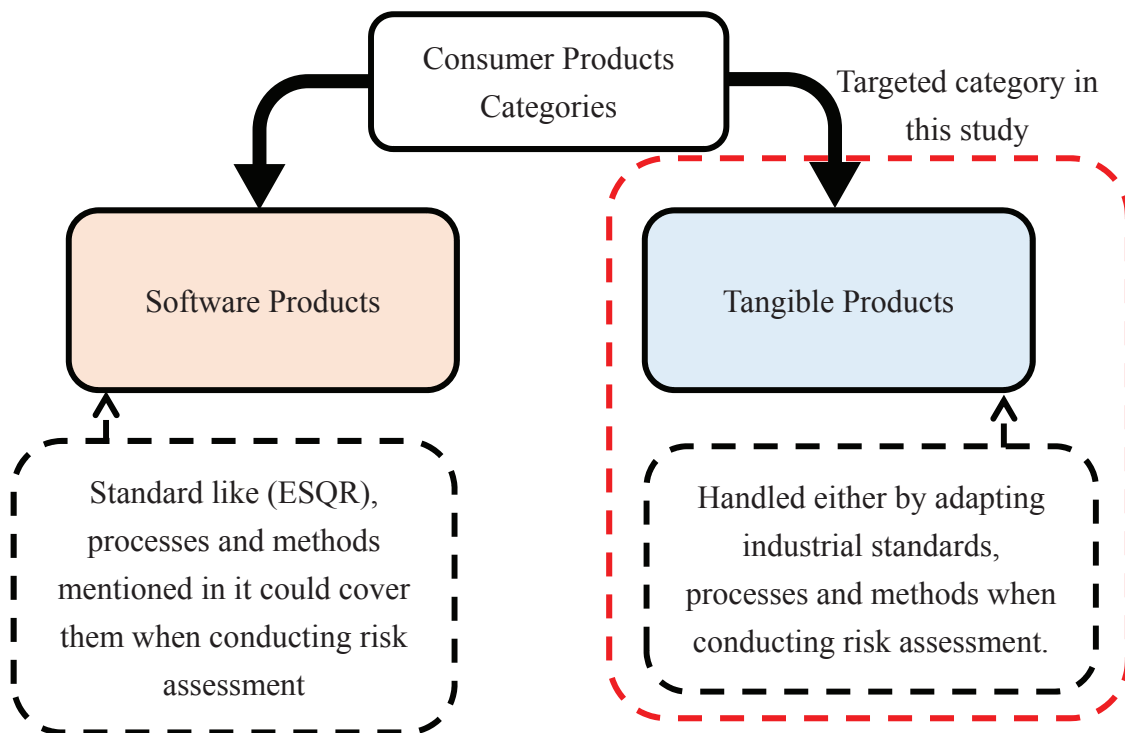 Consumer Products
Categories
Targeted category in
this study
Software Products
Tangible Products
Standard like (ESQR),
processes and methods
mentioned in it could cover
them when conducting risk
assessment
Handled either by adapting
industrial standards,
processes and methods when
conducting risk assessment.